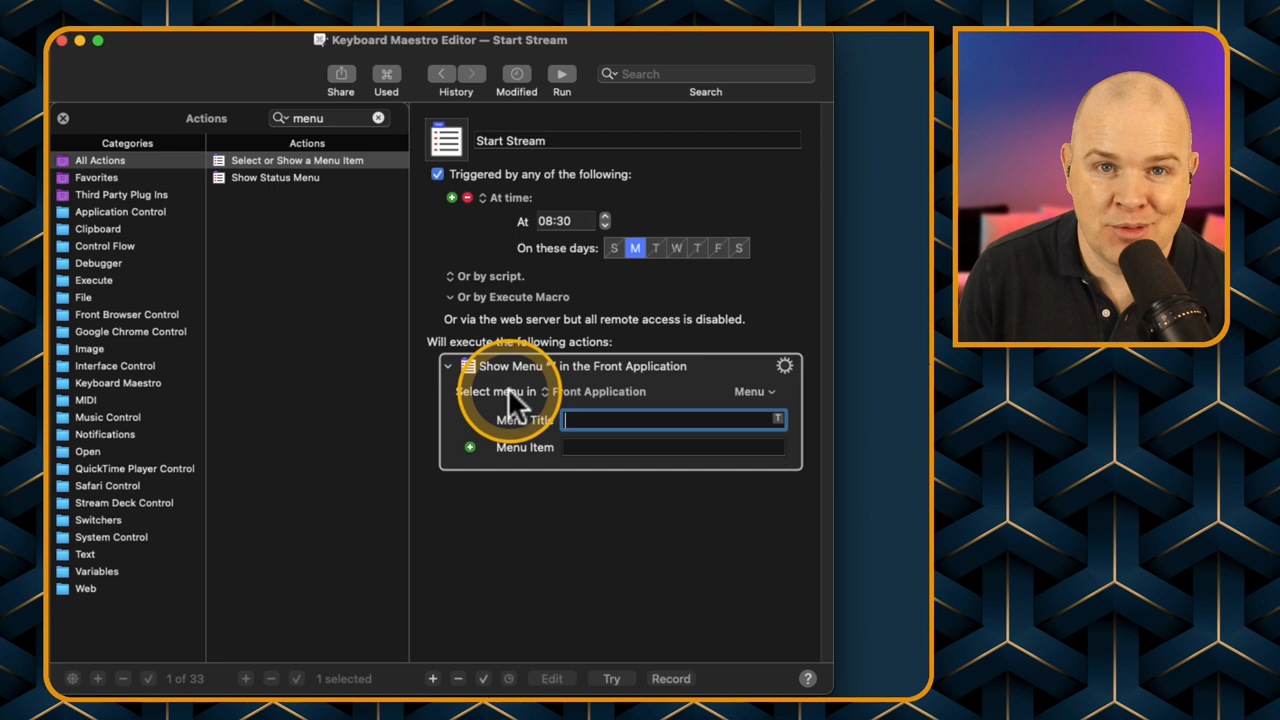 Keyboard Maestro Editor — Start Stream
Share
Used
History
Modified
Run
Search
Search
Actions
menu
Categories
Actions
All Actions
Favorites
Third Party Plug Ins
Application Control
Clipboard
Control Flow
Debugger
Execute
File
Front Browser Control
Google Chrome Control
Image
Interface Control
Keyboard Maestro
MIDI
Music Control
Notifications
Open
QuickTime Player Control
Safari Control
Stream Deck Control
Switchers
System Control
Text
Variables
Web
Select or Show a Menu Item
Show Status Menu
Start Stream
Triggered by any of the following:
At time:
At 08:30
On these days: S M T W T F S
Or by script.
Or by Execute Macro
Or via the web server but all remote access is disabled.
Will execute the following actions:
Show Menu "" in the Front Application
Select menu in Front Application Menu
Menu Title T
Menu Item
1 of 33
1 selected
Edit
Try
Record
?